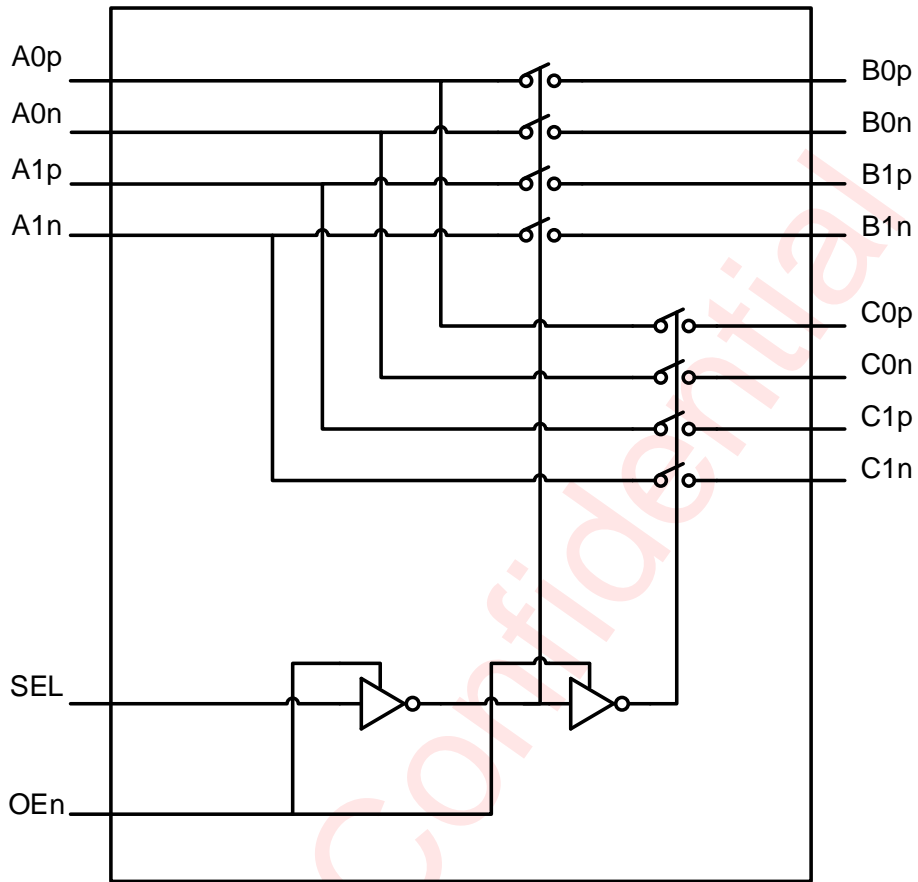 A0p
A0n
A1p
A1n
B0p
B0n
B1p
B1n
C0p
C0n
C1p
C1n
SEL
OEn
Confidential